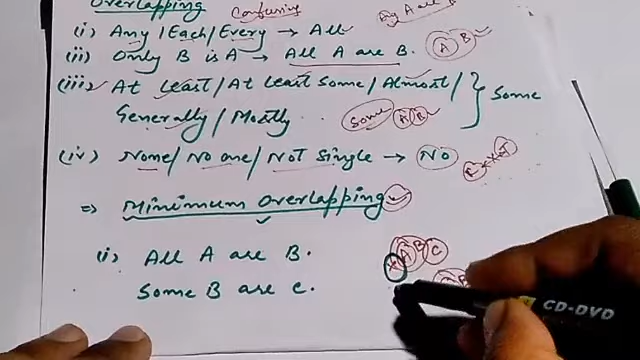 Overlapping
Confusing
(i) Any / Each / Every → All
(ii) Only B is A → All A are B.
A B
(iii) At Least / At least Some / Almost /
Generally / Mostly } Some
Some A B
(iv) None / No one / Not Single → NO
⇒ Minimum Overlapping
(i) All A are B.
Some B are C.
A B C
CD-DVD